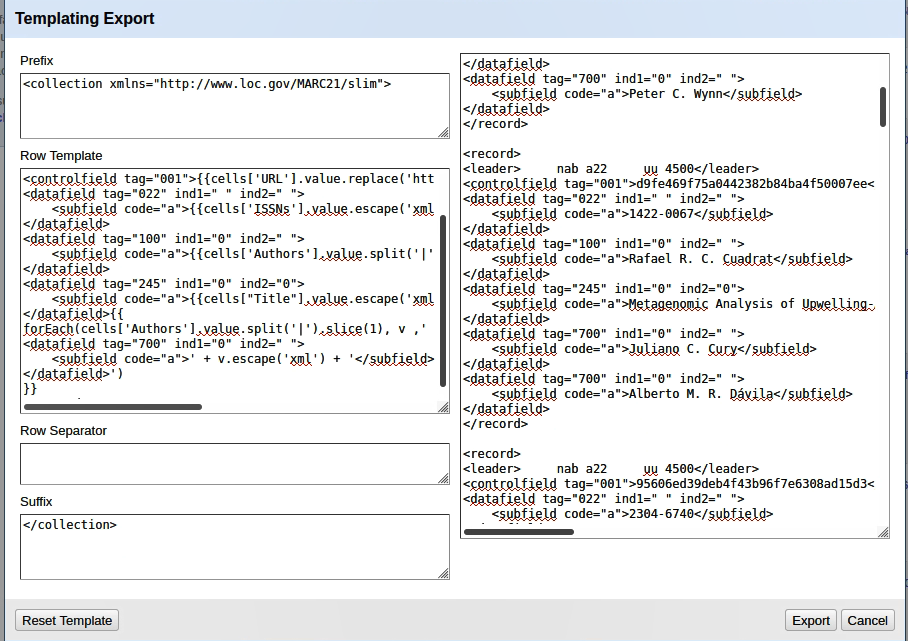 Templating Export
Prefix
<collection xmlns="http://www.loc.gov/MARC21/slim">
Row Template
<controlfield tag="001">{{cells['URL'].value.replace('htt
<datafield tag="022" ind1=" " ind2=" ">
    <subfield code="a">{{cells['ISSNs'].value.escape('xml
</datafield>
<datafield tag="100" ind1="0" ind2=" ">
    <subfield code="a">{{cells['Authors'].value.split('|'
</datafield>
<datafield tag="245" ind1="0" ind2="0">
    <subfield code="a">{{cells["Title"].value.escape('xml
</datafield>{{
forEach(cells['Authors'].value.split('|').slice(1), v ,'
<datafield tag="700" ind1="0" ind2=" ">
    <subfield code="a">' + v.escape('xml') + '</subfield>
</datafield>')
}}
Row Separator
Suffix
</collection>
</datafield>
<datafield tag="700" ind1="0" ind2=" ">
    <subfield code="a">Peter C. Wynn</subfield>
</datafield>
</record>

<record>
<leader>     nab a22     uu 4500</leader>
<controlfield tag="001">d9fe469f75a0442382b84ba4f50007ee<
<datafield tag="022" ind1=" " ind2=" ">
    <subfield code="a">1422-0067</subfield>
</datafield>
<datafield tag="100" ind1="0" ind2=" ">
    <subfield code="a">Rafael R. C. Cuadrat</subfield>
</datafield>
<datafield tag="245" ind1="0" ind2="0">
    <subfield code="a">Metagenomic Analysis of Upwelling-
</datafield>
<datafield tag="700" ind1="0" ind2=" ">
    <subfield code="a">Juliano C. Cury</subfield>
</datafield>
<datafield tag="700" ind1="0" ind2=" ">
    <subfield code="a">Alberto M. R. Dávila</subfield>
</datafield>
</record>

<record>
<leader>     nab a22     uu 4500</leader>
<controlfield tag="001">95606ed39deb4f43b96f7e6308ad15d3<
<datafield tag="022" ind1=" " ind2=" ">
    <subfield code="a">2304-6740</subfield>
Reset Template
Export
Cancel